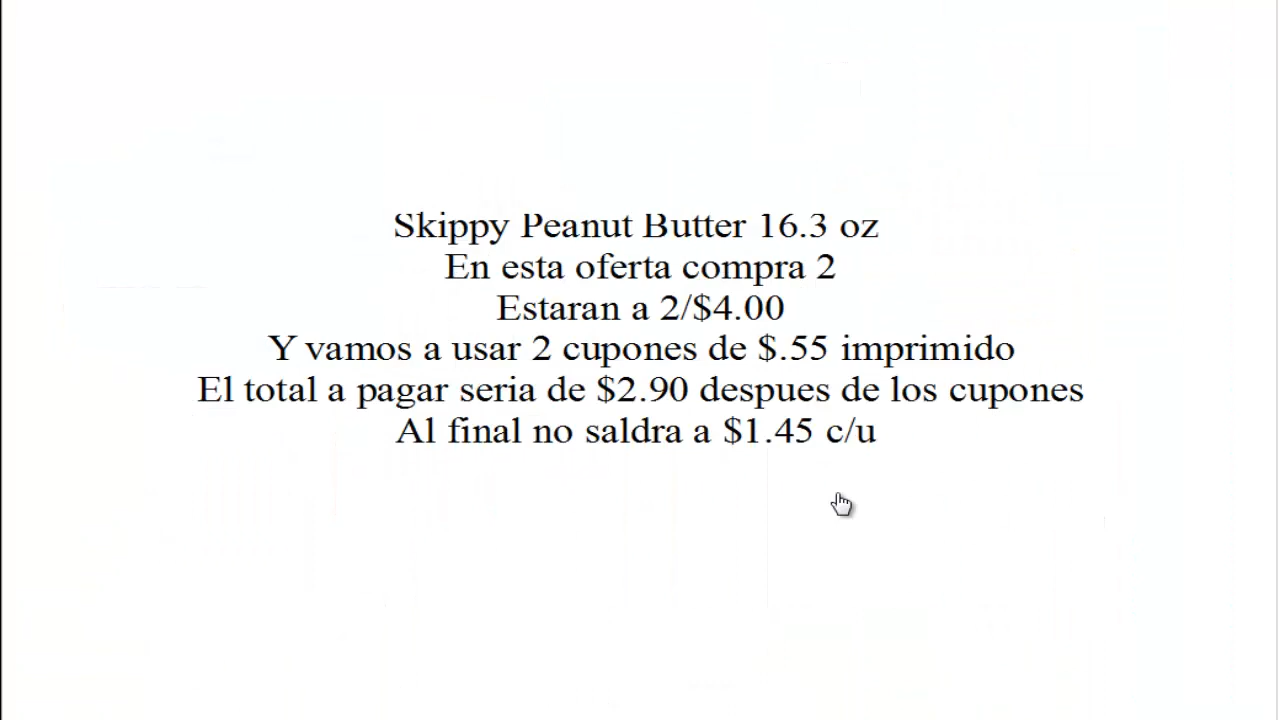 Skippy Peanut Butter 16.3 oz
En esta oferta compra 2
Estaran a 2/$4.00
Y vamos a usar 2 cupones de $.55 imprimido
El total a pagar seria de $2.90 despues de los cupones
Al final no saldra a $1.45 c/u